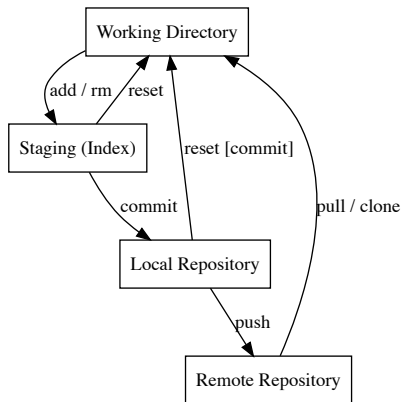 Working Directory
add / rm
reset
Staging (Index)
reset [commit]
commit
pull / clone
Local Repository
push
Remote Repository